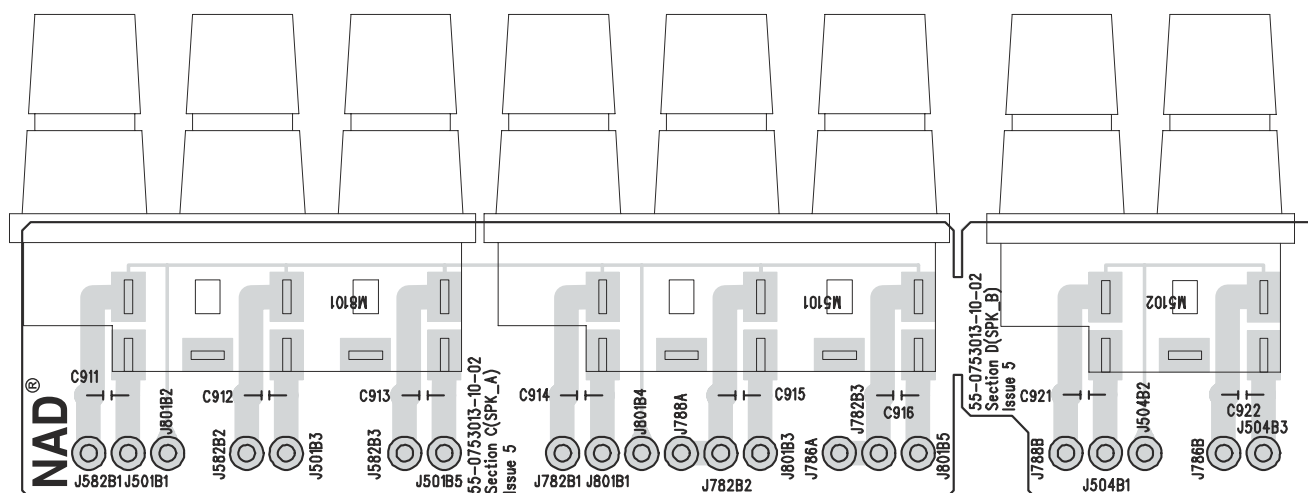 NAD®
C911
J582B1
J501B1
J801B2
C912
J582B2
J501B3
M8101
C913
J582B3
J501B5
55-0753013-10-02
Section C(SPK_A)
Issue 5
C914
J782B1
J801B1
J801B4
J788A
J782B2
C915
J801B3
M5101
J786A
J782B3
C916
J801B5
55-0753013-10-02
Section D(SPK_B)
Issue 5
C921
J788B
J504B1
J504B2
M5102
J786B
C922
J504B3